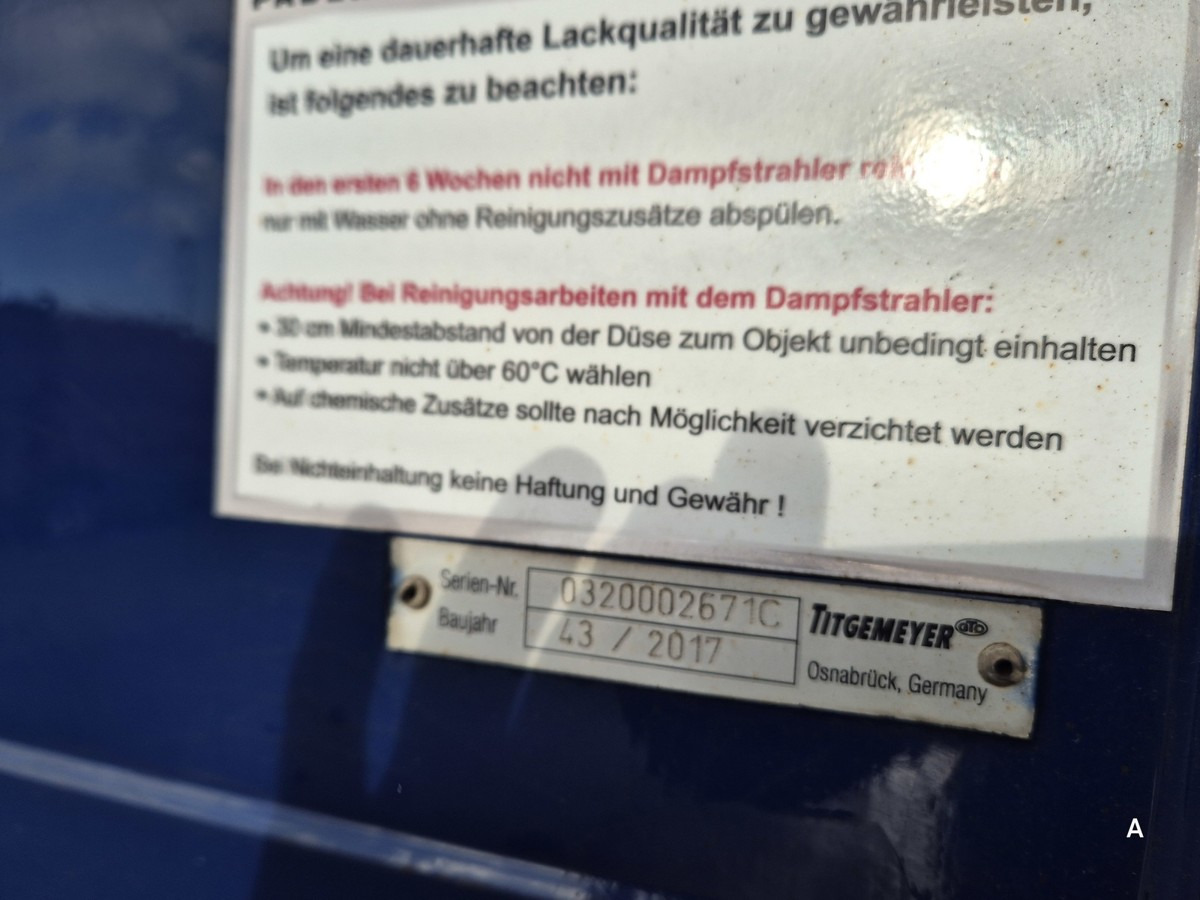 Um eine dauerhafte Lackqualität zu gewährleisten,
ist folgendes zu beachten:
In den ersten 6 Wochen nicht mit Dampfstrahler
nur mit Wasser ohne Reinigungszusätze abspülen.
Achtung! Bei Reinigungsarbeiten mit dem Dampfstrahler:
• 30 cm Mindestabstand von der Düse zum Objekt unbedingt einhalten
• Temperatur nicht über 60°C wählen
• Auf chemische Zusätze sollte nach Möglichkeit verzichtet werden
Bei Nichteinhaltung keine Haftung und Gewähr !
Serien-Nr. 0320002671C
Baujahr 43 / 2017
TITGEMEYER GTO
Osnabrück, Germany
A